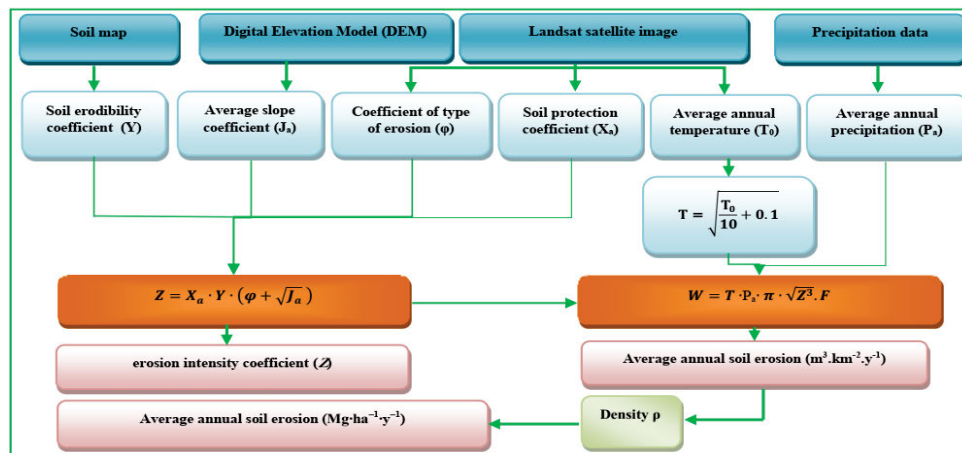 Soil map
Digital Elevation Model (DEM)
Landsat satellite image
Precipitation data
Soil erodibility
coefficient (Y)
Average slope
coefficient (Jₐ)
Coefficient of type
of erosion (φ)
Soil protection
coefficient (Xₐ)
Average annual
temperature (T₀)
Average annual
precipitation (Pₐ)
T = √(T₀/10 + 0.1)
Z = Xₐ · Y · (φ + √Jₐ)
W = T ·Pₐ· π · √Z³. F
erosion intensity coefficient (Z)
Average annual soil erosion (m³.km⁻².y⁻¹)
Average annual soil erosion (Mg·ha⁻¹·y⁻¹)
Density ρ